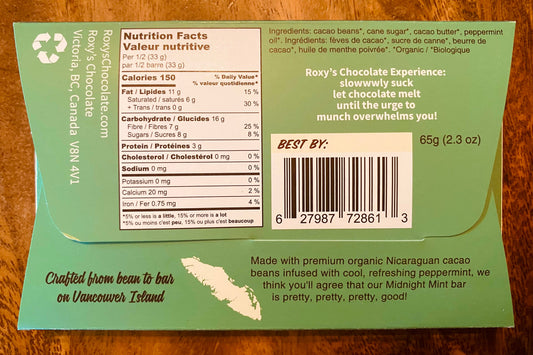 RoxysChocolate.com
Roxy's Chocolate
Victoria, BC, Canada V8N 4V1
Nutrition Facts
Valeur nutritive
Per 1/2 (33 g)
par 1/2 barre (33 g)
Calories 150
% Daily Value*
% valeur quotidienne*
Fat / Lipides 11 g 15 %
Saturated / saturés 6 g
+ Trans / trans 0 g 30 %
Carbohydrate / Glucides 16 g
Fibre / Fibres 7 g 25 %
Sugars / Sucres 8 g 8 %
Protein / Protéines 3 g
Cholesterol / Cholestérol 0 mg 0 %
Sodium 0 mg 0 %
Potassium 0 mg 0 %
Calcium 20 mg 2 %
Iron / Fer 0.75 mg 4 %
*5% or less is a little, 15% or more is a lot
*5% ou moins c'est peu, 15% ou plus c'est beaucoup
Ingredients: cacao beans*, cane sugar*, cacao butter*, peppermint
oil*. Ingrédients: fèves de cacao*, sucre de canne*, beurre de
cacao*, huile de menthe poivrée*. *Organic / *Biologique
Roxy's Chocolate Experience:
slowwwly suck
let chocolate melt
until the urge to
munch overwhelms you!
BEST BY:
65g (2.3 oz)
6 27987 72861 3
Crafted from bean to bar
on Vancouver Island
Made with premium organic Nicaraguan cacao
beans infused with cool, refreshing peppermint, we
think you'll agree that our Midnight Mint bar
is pretty, pretty, pretty, good!